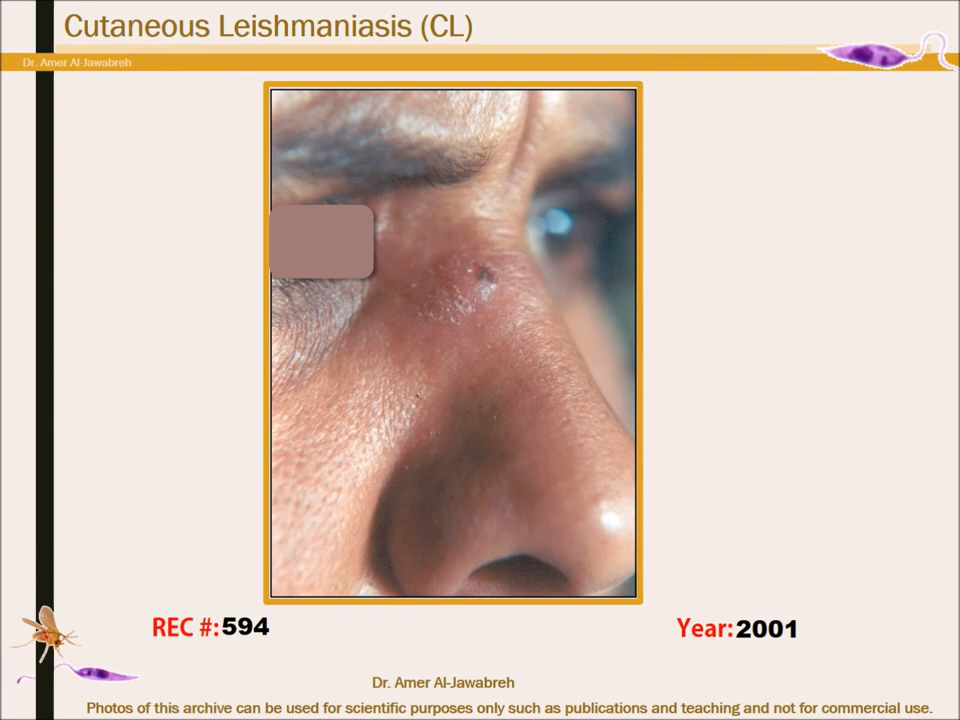 Cutaneous Leishmaniasis (CL)
Dr. Amer Al-Jawabreh
REC #:594
Year:2001
Dr. Amer Al-Jawabreh
Photos of this archive can be used for scientific purposes only such as publications and teaching and not for commercial use.